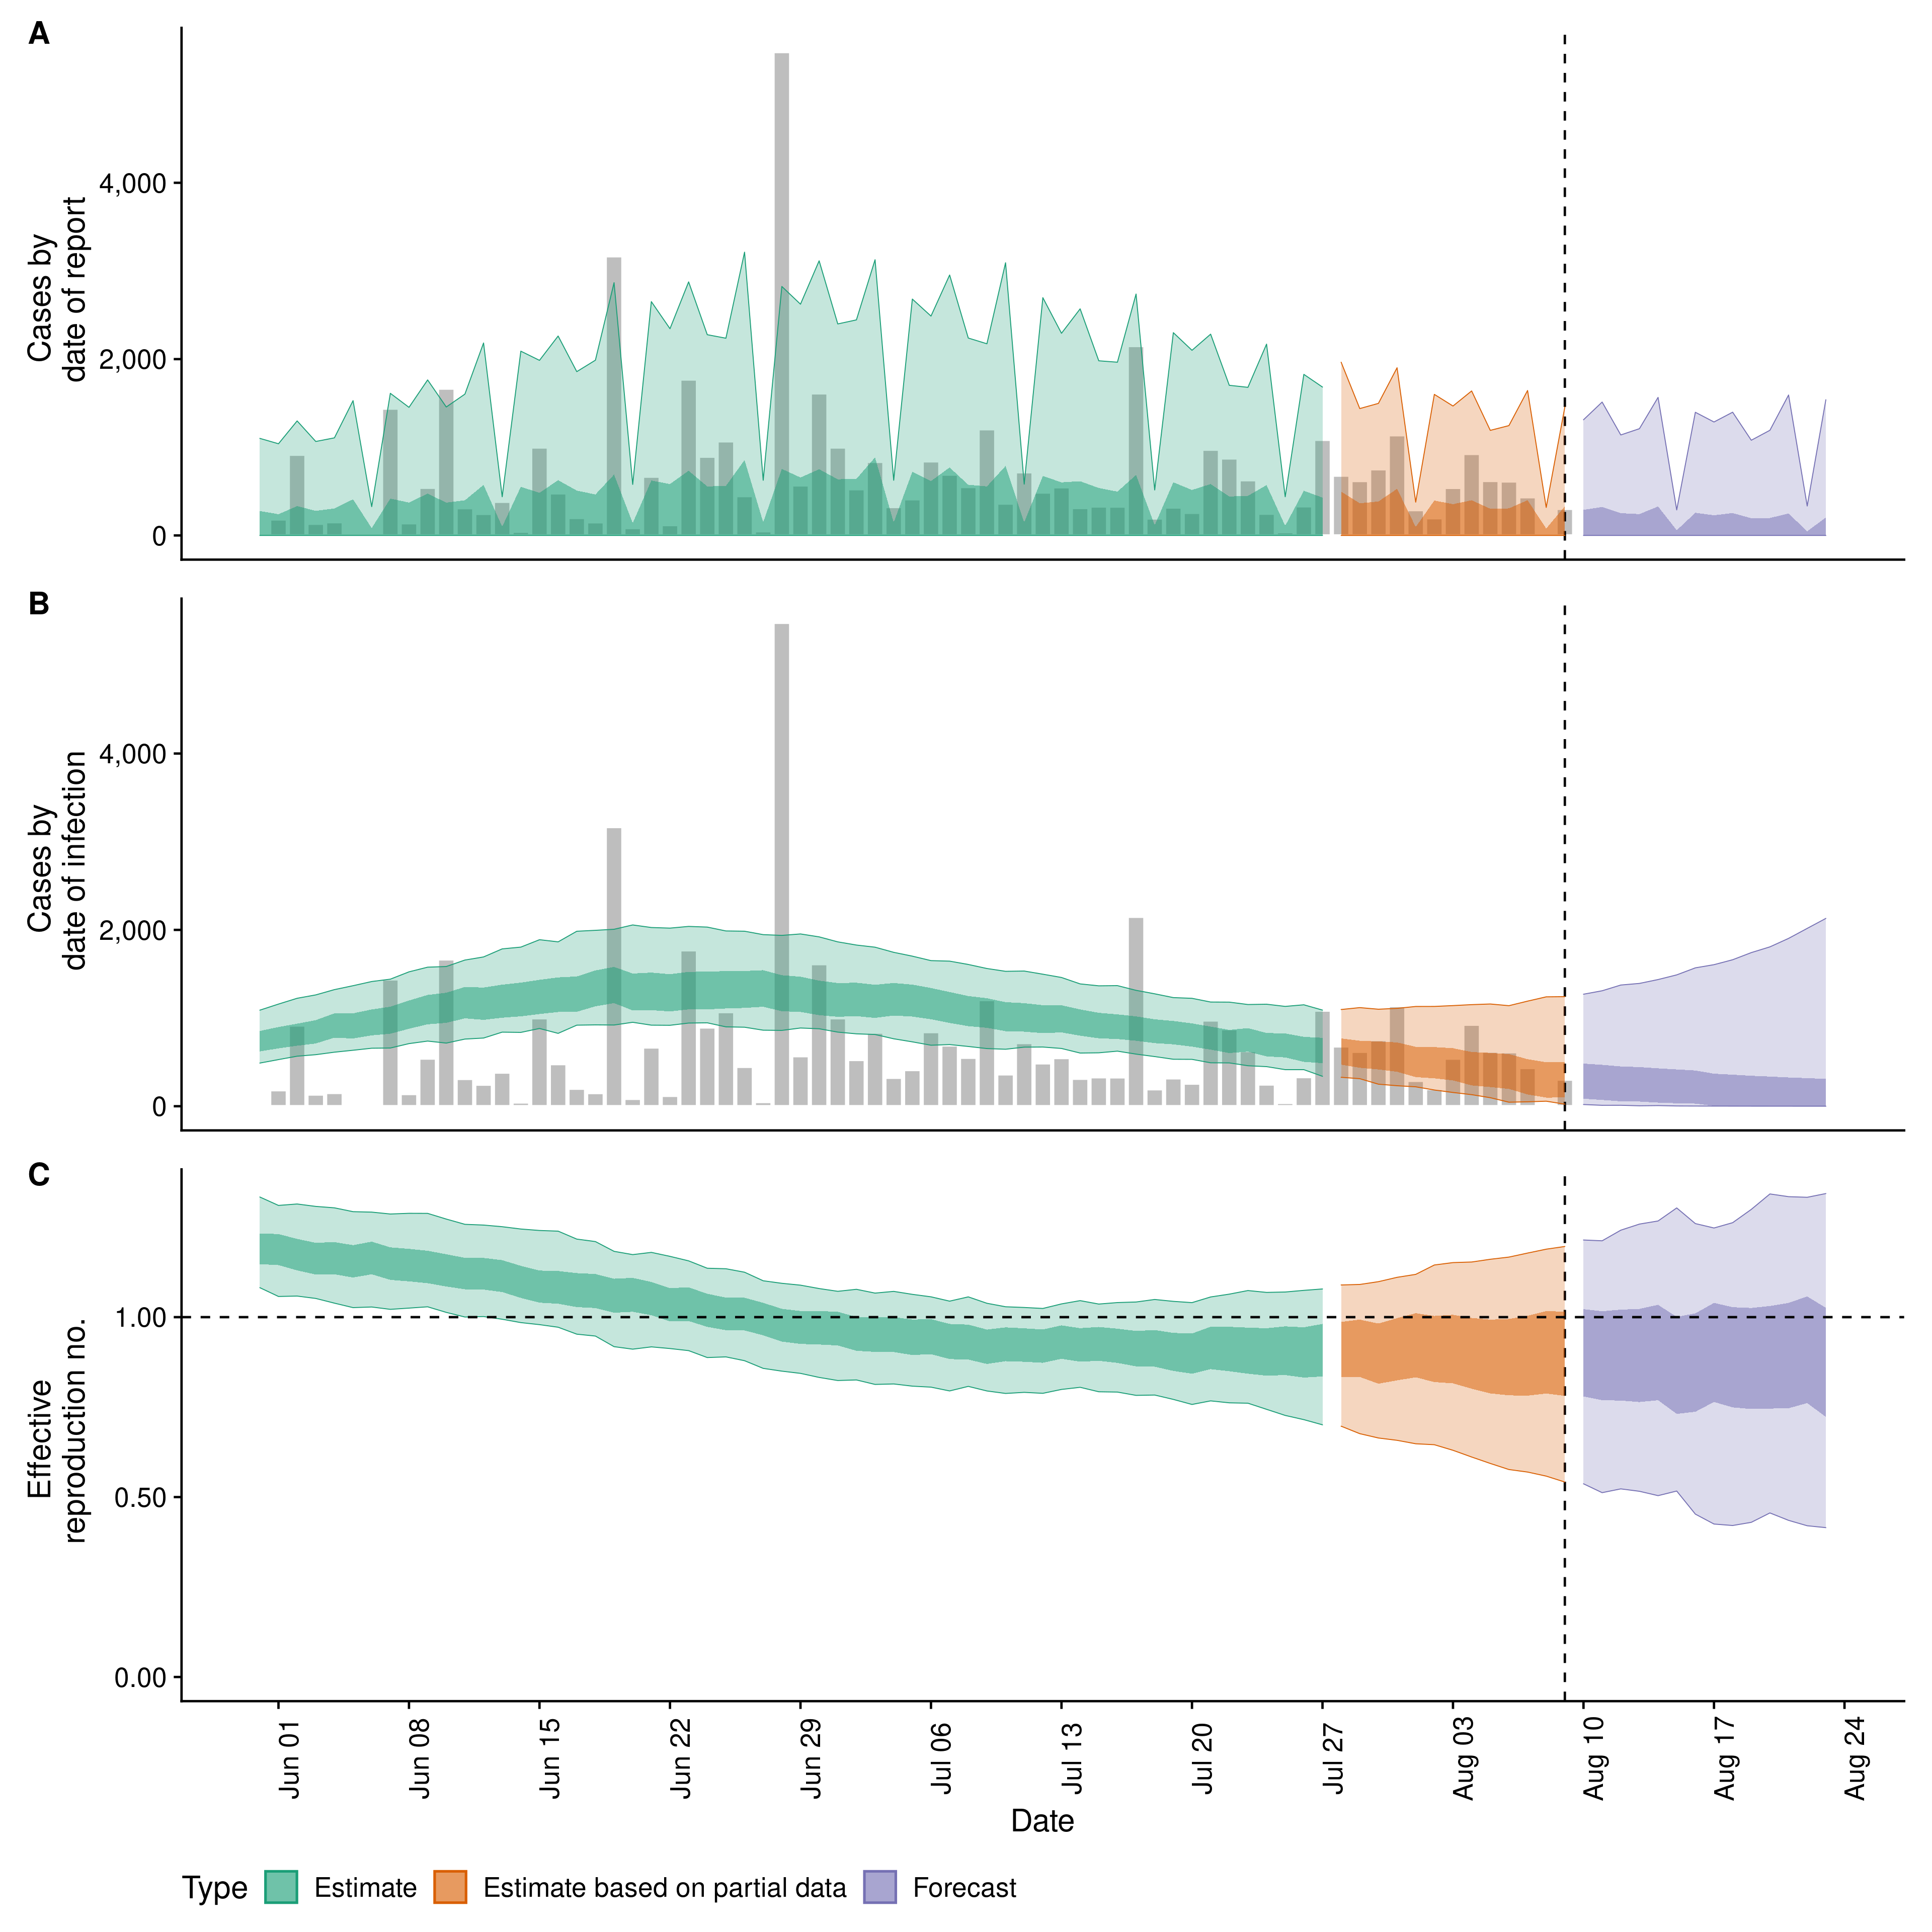 A
Cases by
date of report
4,000
2,000
0
B
Cases by
date of infection
4,000
2,000
0
C
Effective
reproduction no.
1.00
0.50
0.00
Jun 01
Jun 08
Jun 15
Jun 22
Jun 29
Jul 06
Jul 13
Jul 20
Jul 27
Aug 03
Aug 10
Aug 17
Aug 24
Date
Type Estimate Estimate based on partial data Forecast